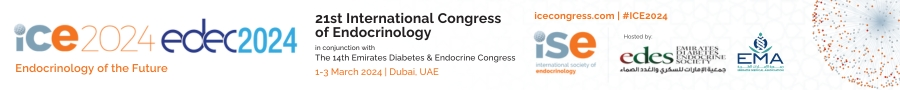 ice2024 edec2024
Endocrinology of the Future
21st International Congress
of Endocrinology
in conjunction with
The 14th Emirates Diabetes & Endocrine Congress
1-3 March 2024 | Dubai, UAE
icecongress.com | #ICE2024
ise
international society of
endocrinology
Hosted by
edes EMIRATES
DIABETES
ENDOCRINE
SOCIETY
جمعية الإمارات للسكري والغدد الصماء
EMA